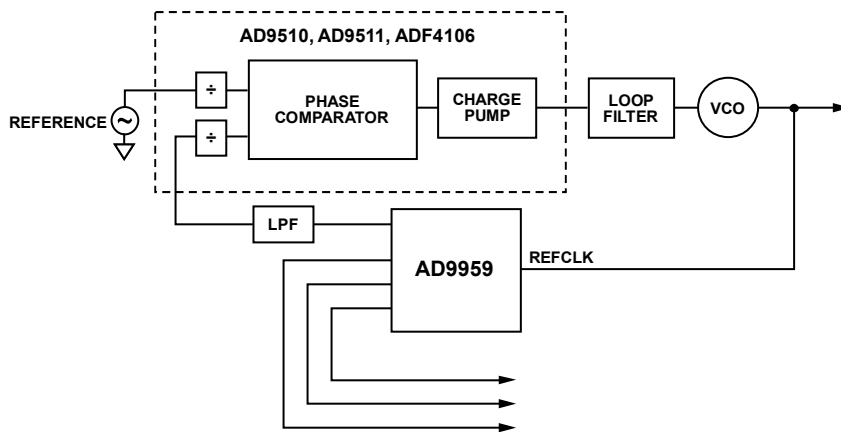 AD9510, AD9511, ADF4106
÷
PHASE
COMPARATOR
CHARGE
PUMP
LOOP
FILTER
VCO
REFERENCE
~
÷
LPF
AD9959
REFCLK